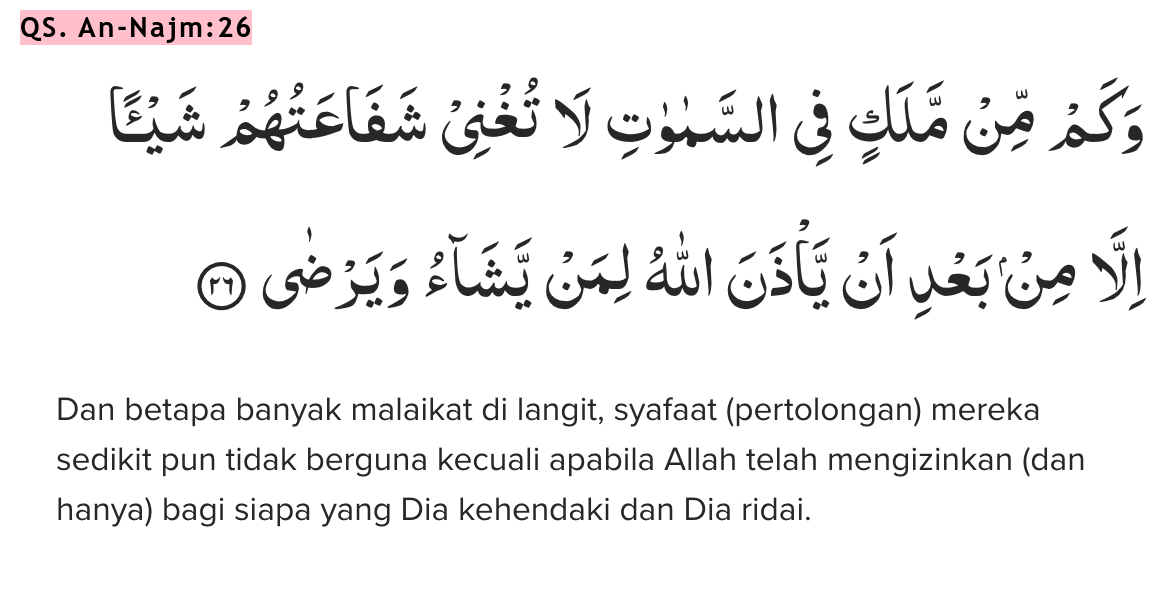 QS. An-Najm:26
وَكَمْ مِّنْ مَّلَكٍ فِى السَّمٰوٰتِ لَا تُغْنِيْ شَفَاعَتُهُمْ شَيْـًٔا
اِلَّا مِنْۢ بَعْدِ اَنْ يَّأْذَنَ اللّٰهُ لِمَنْ يَّشَاۤءُ وَيَرْضٰى ٢٦
Dan betapa banyak malaikat di langit, syafaat (pertolongan) mereka
sedikit pun tidak berguna kecuali apabila Allah telah mengizinkan (dan
hanya) bagi siapa yang Dia kehendaki dan Dia ridai.